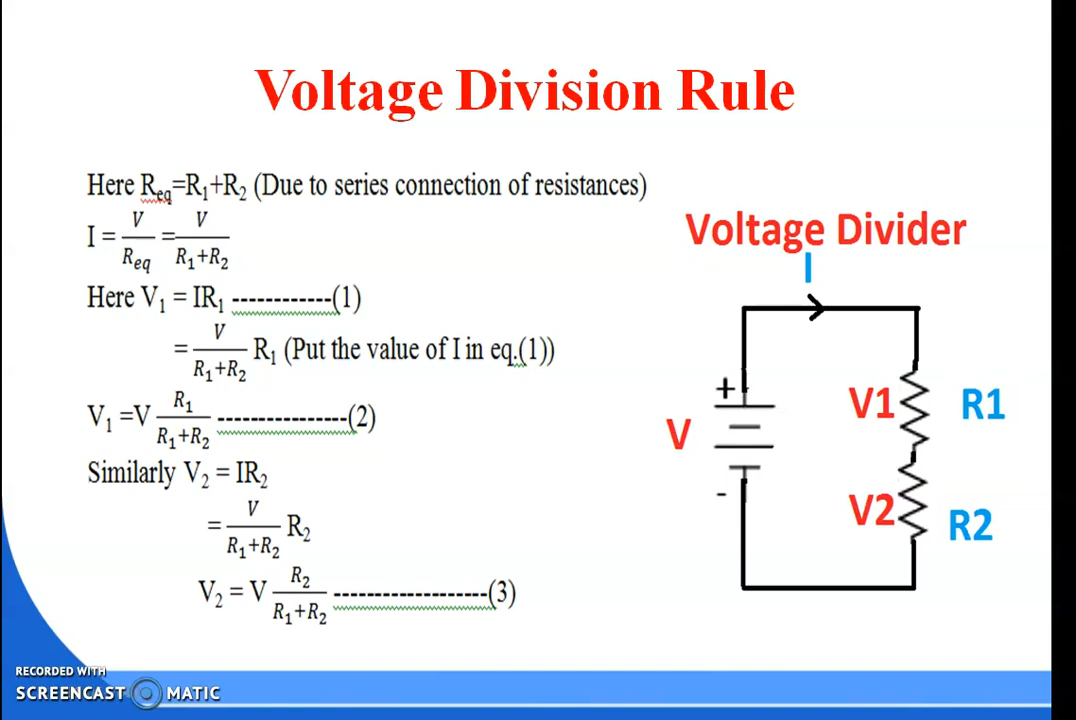 Voltage Division Rule
Here R_eq=R₁+R₂ (Due to series connection of resistances)
I = V/R_eq = V/(R₁+R₂)
Here V₁ = IR₁ ------------(1)
= V/(R₁+R₂) R₁ (Put the value of I in eq.(1))
V₁ =V R₁/(R₁+R₂) ----------------(2)
Similarly V₂ = IR₂
= V/(R₁+R₂) R₂
V₂ = V R₂/(R₁+R₂) -------------------(3)
Voltage Divider
I
+
V
-
V1 R1
V2 R2
RECORDED WITH
SCREENCAST MATIC